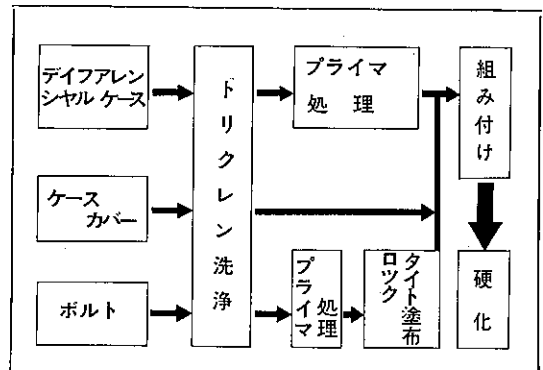 デイフアレン
シヤル ケース
ケース
カバー
ボルト
トリクレン洗浄
プライマ
処理
プライマ
処理
ロツク
タイト塗布
組み付け
硬化